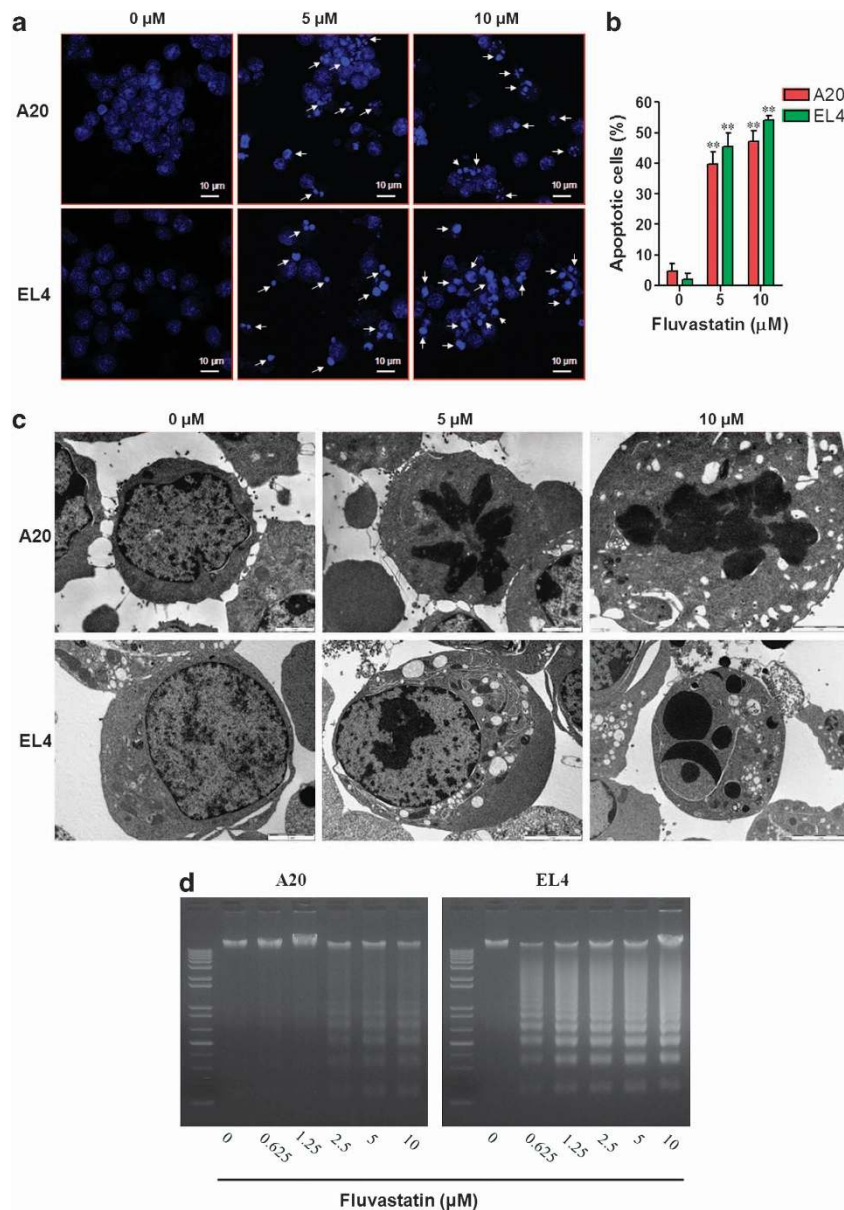 a
0 µM 5 µM 10 µM
A20
10 µm 10 µm 10 µm
EL4
10 µm 10 µm 10 µm
b
A20
EL4
Apoptotic cells (%)
60
50
40
30
20
10
0
** ** ** **
0 5 10
Fluvastatin (µM)
c
0 µM 5 µM 10 µM
A20
EL4
d
A20 EL4
0 0.625 1.25 2.5 5 10 0 0.625 1.25 2.5 5 10
Fluvastatin (µM)